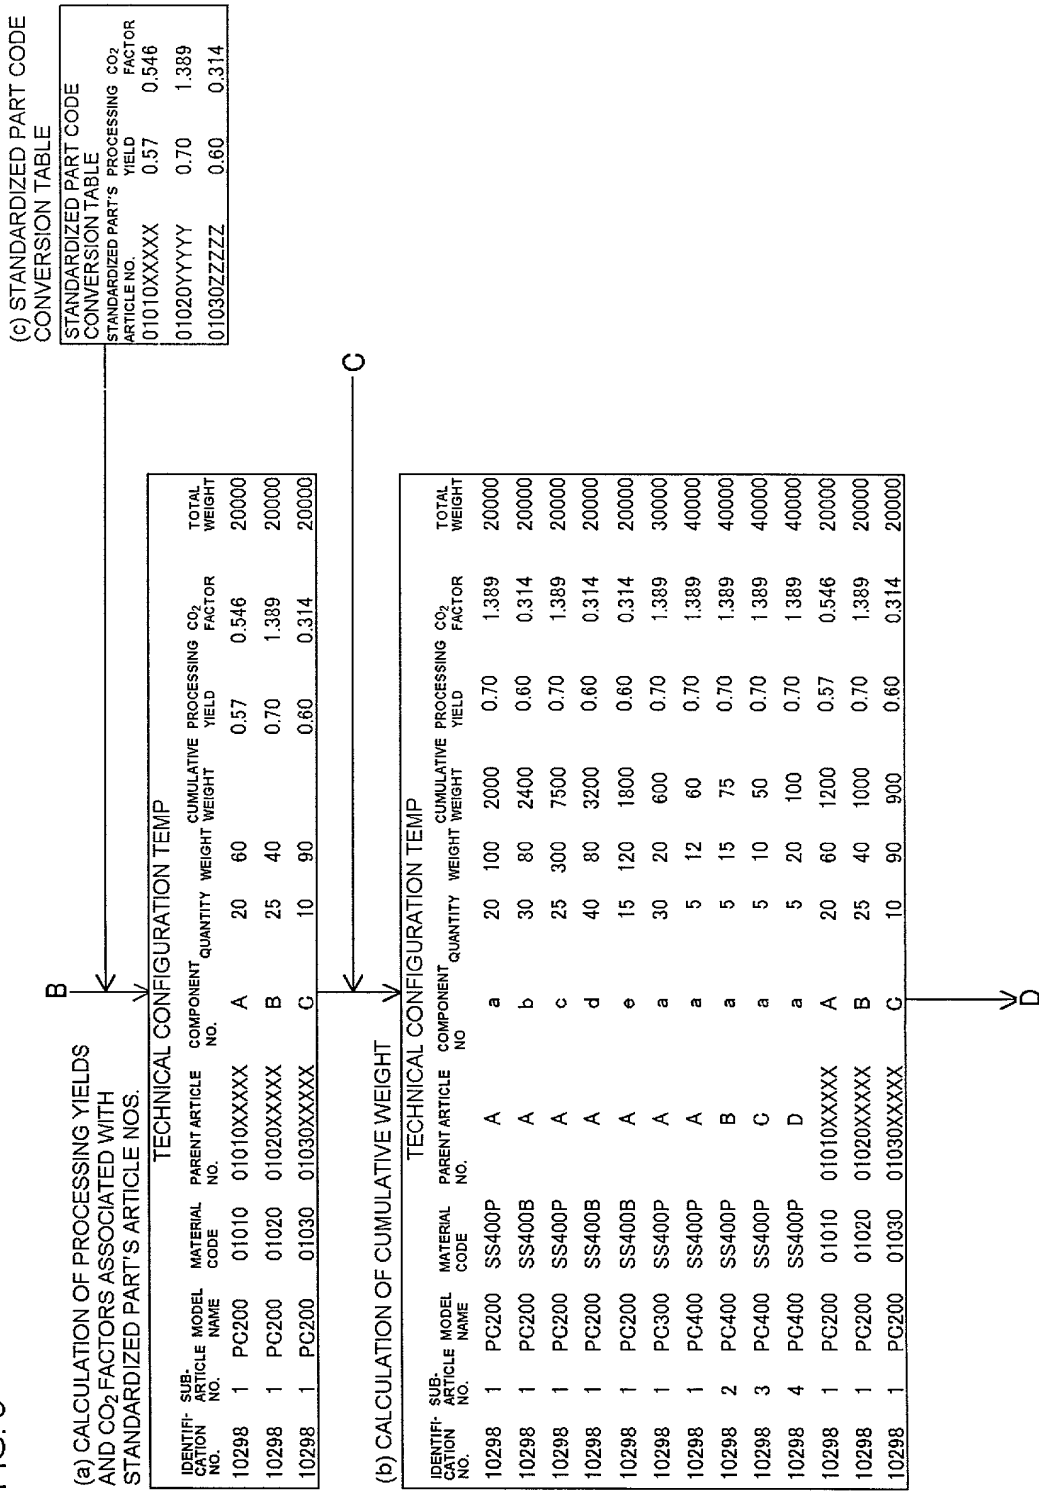 (a) CALCULATION OF PROCESSING YIELDS
AND CO2 FACTORS ASSOCIATED WITH
STANDARDIZED PART'S ARTICLE NOS.
B
TECHNICAL CONFIGURATION TEMP
IDENTIFI-CATION NO. SUB-ARTICLE NO. MODEL NAME MATERIAL CODE PARENT ARTICLE NO. COMPONENT NO. QUANTITY WEIGHT CUMULATIVE WEIGHT PROCESSING YIELD CO2 FACTOR TOTAL WEIGHT
10298 1 PC200 01010 01010XXXXX A 20 60 0.57 0.546 20000
10298 1 PC200 01020 01020XXXXX B 25 40 0.70 1.389 20000
10298 1 PC200 01030 01030XXXXX C 10 90 0.60 0.314 20000
(c) STANDARDIZED PART CODE
CONVERSION TABLE
STANDARDIZED PART CODE
CONVERSION TABLE
STANDARDIZED PART'S ARTICLE NO. PROCESSING YIELD CO2 FACTOR
01010XXXXX 0.57 0.546
01020YYYYY 0.70 1.389
01030ZZZZZ 0.60 0.314
C
(b) CALCULATION OF CUMULATIVE WEIGHT
TECHNICAL CONFIGURATION TEMP
IDENTIFI-CATION NO. SUB-ARTICLE NO. MODEL NAME MATERIAL CODE PARENT ARTICLE NO. COMPONENT NO QUANTITY WEIGHT CUMULATIVE WEIGHT PROCESSING YIELD CO2 FACTOR TOTAL WEIGHT
10298 1 PC200 SS400P A a 20 100 2000 0.70 1.389 20000
10298 1 PC200 SS400B A b 30 80 2400 0.60 0.314 20000
10298 1 PC200 SS400P A c 25 300 7500 0.70 1.389 20000
10298 1 PC200 SS400B A d 40 80 3200 0.60 0.314 20000
10298 1 PC200 SS400B A e 15 120 1800 0.60 0.314 20000
10298 1 PC300 SS400P A a 30 20 600 0.70 1.389 30000
10298 1 PC400 SS400P A a 5 12 60 0.70 1.389 40000
10298 2 PC400 SS400P B a 5 15 75 0.70 1.389 40000
10298 3 PC400 SS400P C a 5 10 50 0.70 1 389 40000
10298 4 PC400 SS400P D a 5 20 100 0.70 1 389 40000
10298 1 PC200 01010 01010XXXXX A 20 60 1200 0.57 0.546 20000
10298 1 PC200 01020 01020XXXXX B 25 40 1000 0.70 1.389 20000
10298 1 PC200 01030 01030XXXXX C 10 90 900 0.60 0.314 20000
D